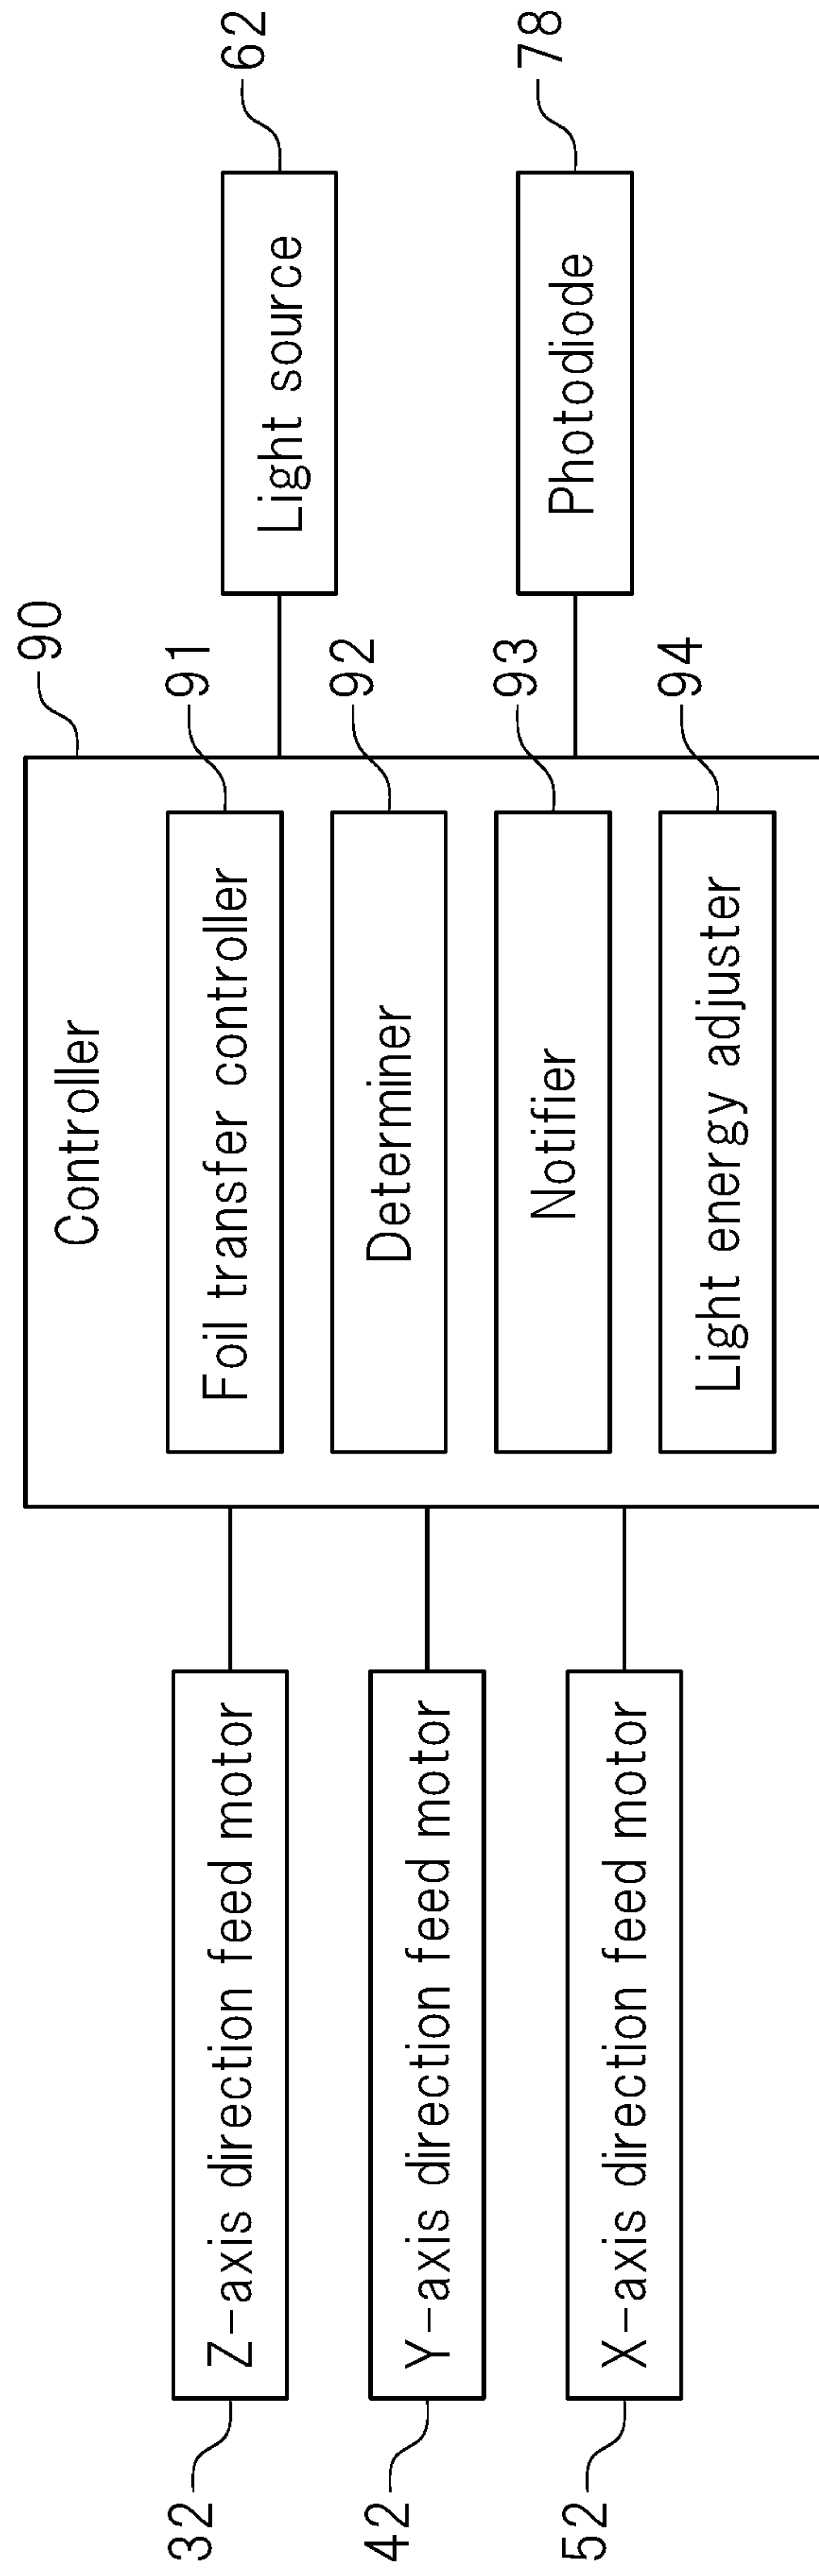 90
Controller
32
Z-axis direction feed motor
Foil transfer controller
91
Light source
62
42
Y-axis direction feed motor
Determiner
92
Notifier
93
52
X-axis direction feed motor
Photodiode
78
Light energy adjuster
94